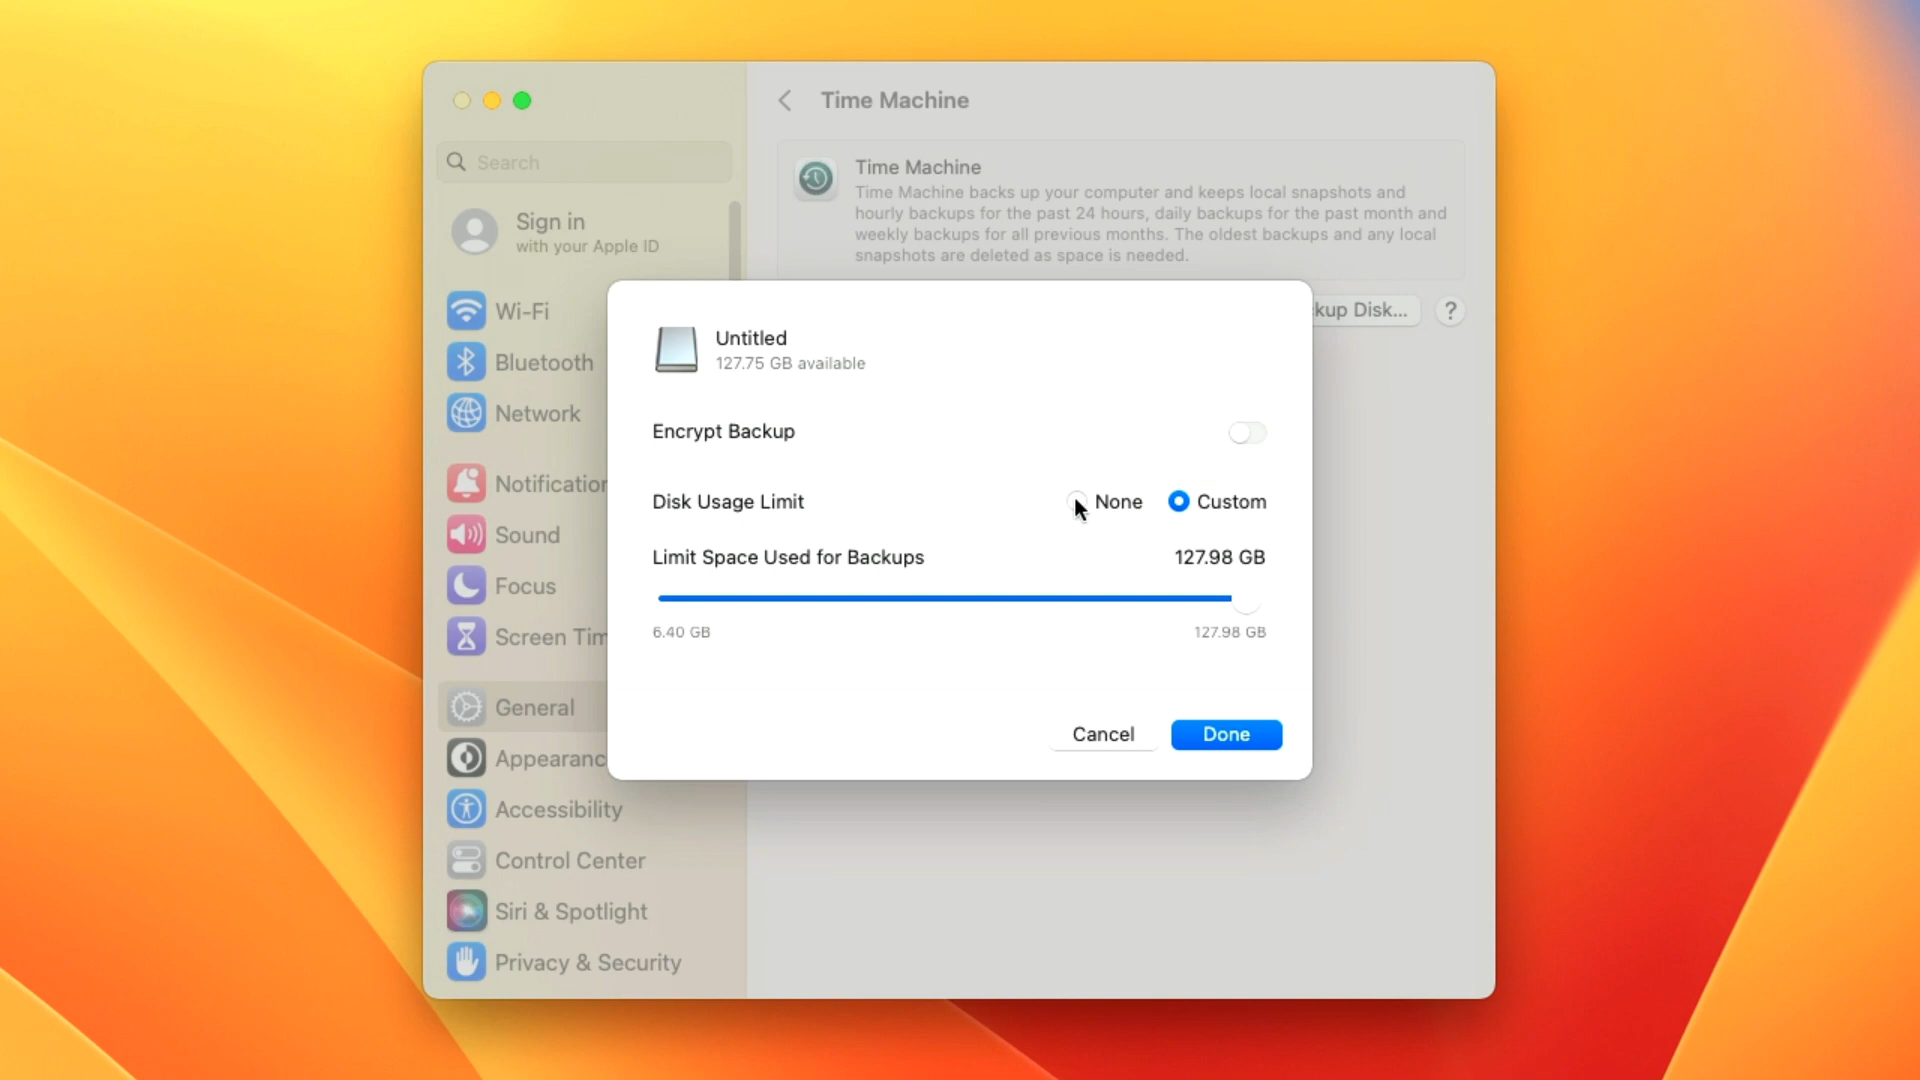 Time Machine
Search
Sign in
with your Apple ID
Time Machine
Time Machine backs up your computer and keeps local snapshots and
hourly backups for the past 24 hours, daily backups for the past month and
weekly backups for all previous months. The oldest backups and any local
snapshots are deleted as space is needed.
kup Disk...
?
Wi-Fi
Bluetooth
Network
Notification
Sound
Focus
Screen Tim
General
Appearanc
Accessibility
Control Center
Siri & Spotlight
Privacy & Security
Untitled
127.75 GB available
Encrypt Backup
Disk Usage Limit
None
Custom
Limit Space Used for Backups
127.98 GB
6.40 GB
127.98 GB
Cancel
Done